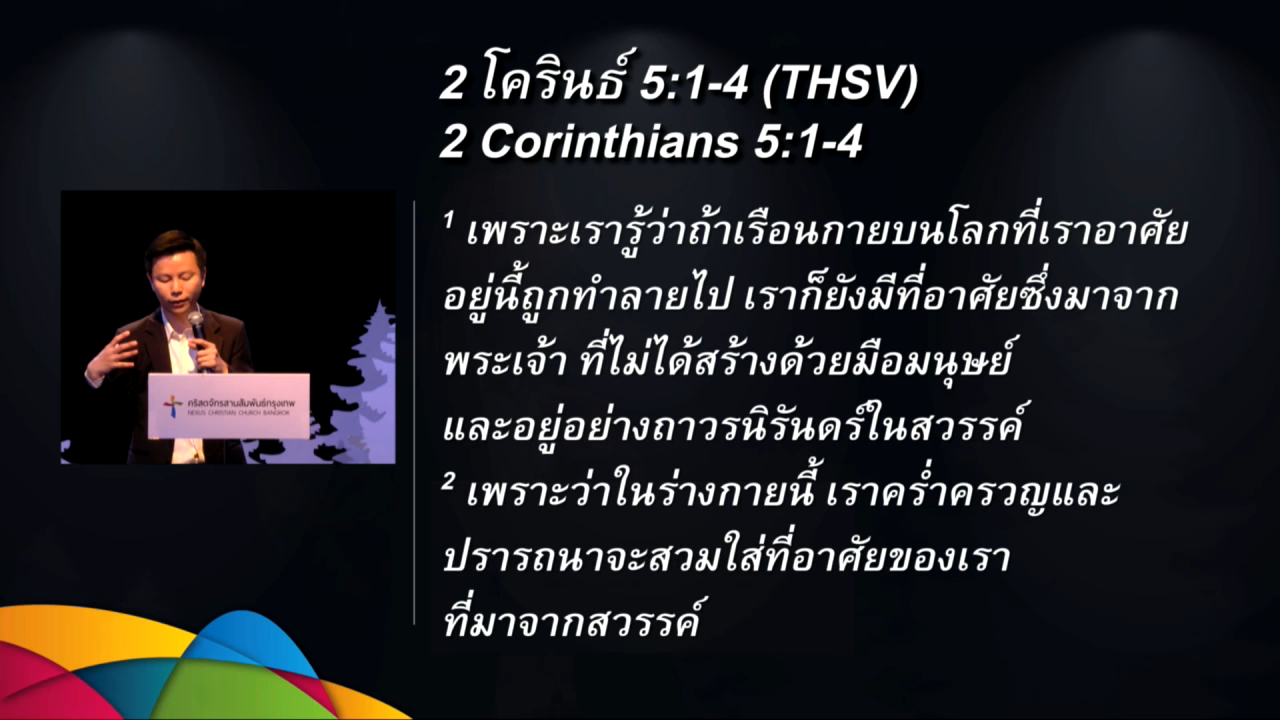 2 โครินธ์ 5:1-4 (THSV)
2 Corinthians 5:1-4
1 เพราะเรารู้ว่าถ้าเรือนกายบนโลกที่เราอาศัย
อยู่นี้ถูกทำลายไป เราก็ยังมีที่อาศัยซึ่งมาจาก
พระเจ้า ที่ไม่ได้สร้างด้วยมือมนุษย์
และอยู่อย่างถาวรนิรันดร์ในสวรรค์
2 เพราะว่าในร่างกายนี้ เราคร่ำครวญและ
ปรารถนาจะสวมใส่ที่อาศัยของเรา
ที่มาจากสวรรค์
คริสตจักรสานสัมพันธ์กรุงเทพ
NEXUS CHRISTIAN CHURCH BANGKOK